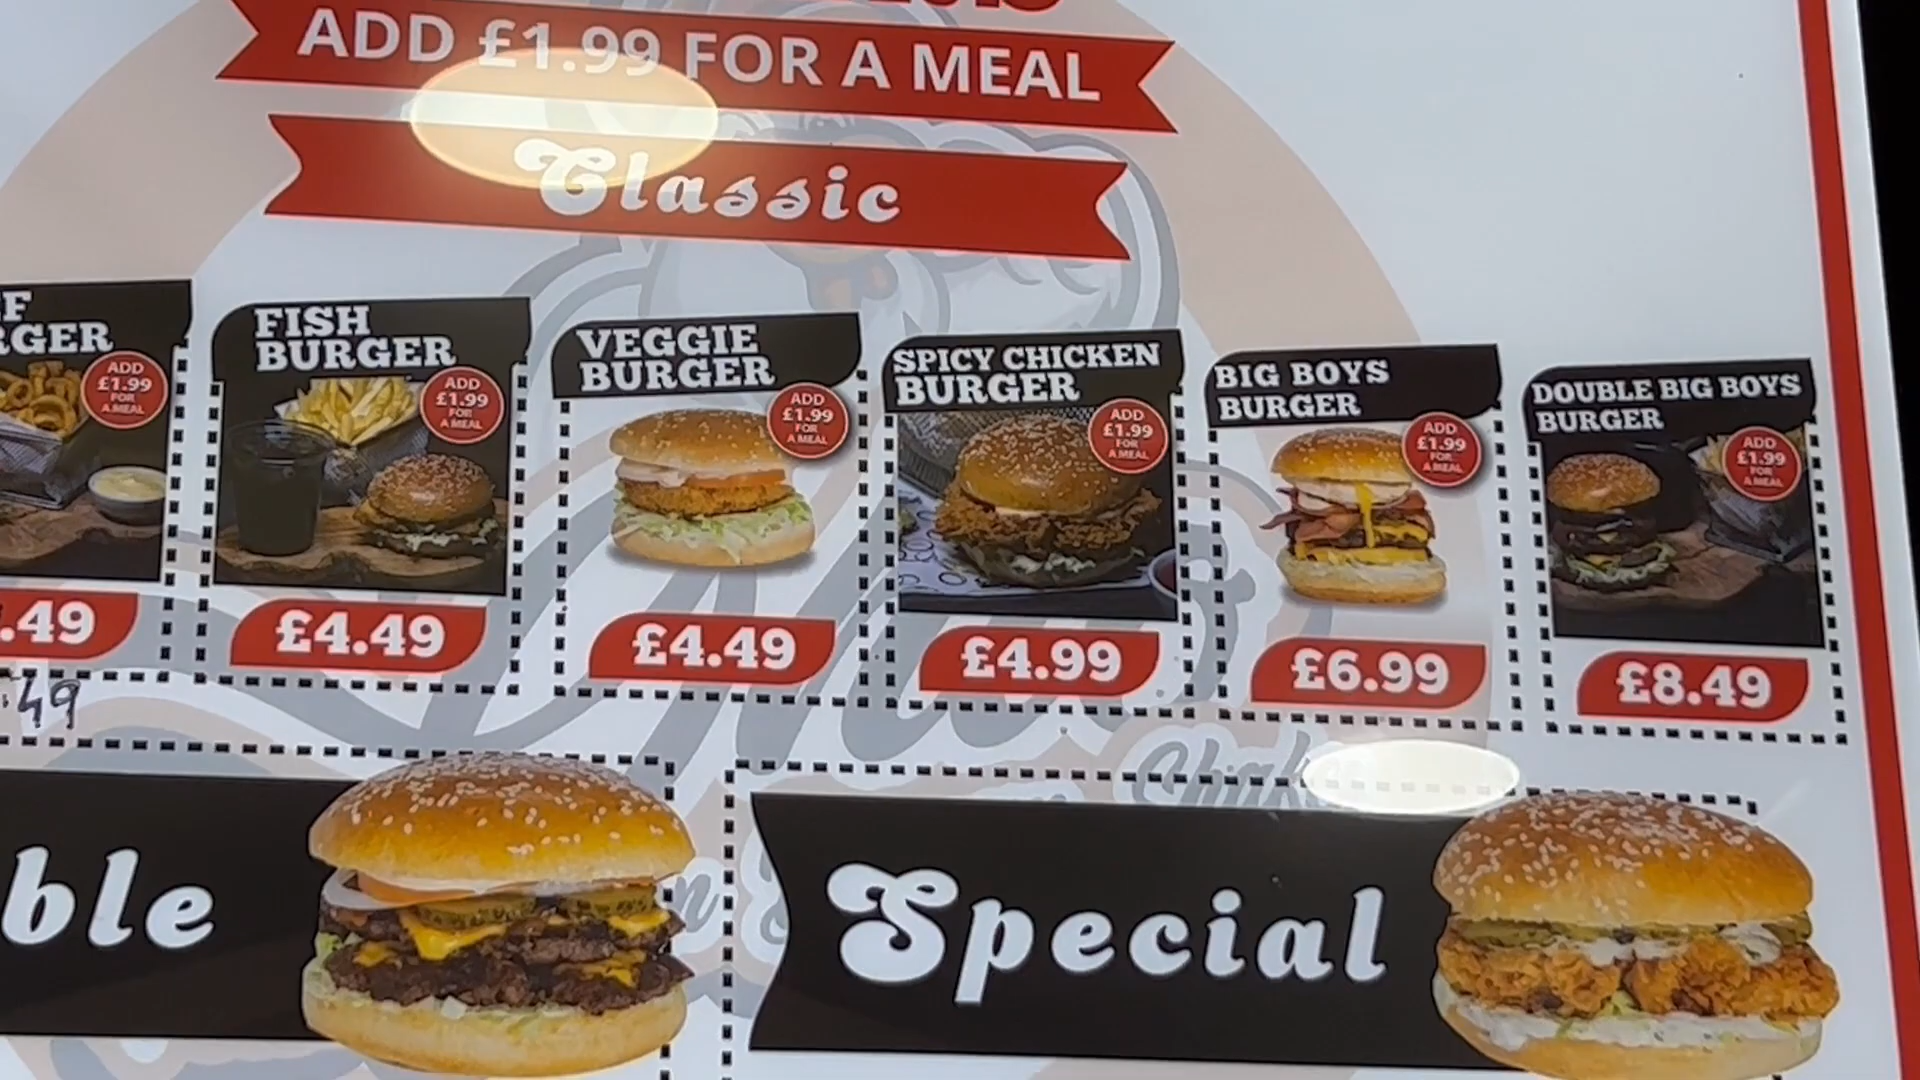 ADD £1.99 FOR A MEAL
Classic
FISH
BURGER
ADD
£1.99
FOR
A MEAL
£4.49
VEGGIE
BURGER
ADD
£1.99
FOR
A MEAL
£4.49
SPICY CHICKEN
BURGER
ADD
£1.99
FOR
A MEAL
£4.99
BIG BOYS
BURGER
ADD
£1.99
FOR
A MEAL
£6.99
DOUBLE BIG BOYS
BURGER
ADD
£1.99
FOR
A MEAL
£8.49
ADD
£1.99
FOR
A MEAL
.49
.49
ble
Special